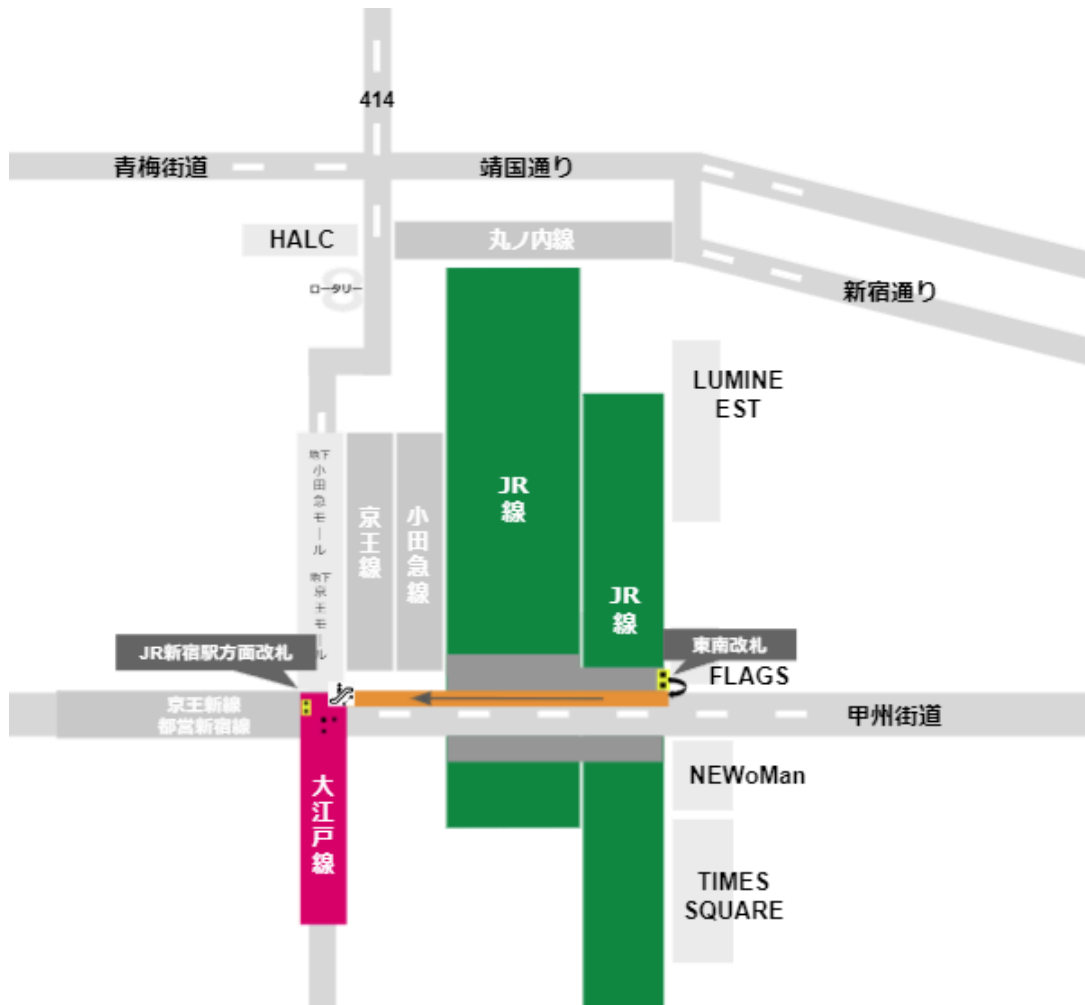 414
青梅街道
靖国通り
HALC
丸ノ内線
ロータリー
8
新宿通り
LUMINE
EST
地下
小田急モール
地下
京王モール
京王線
小田急線
JR
線
JR
線
JR新宿駅方面改札
東南改札
FLAGS
京王新線
都営新宿線
甲州街道
大江戸線
NEWoMan
TIMES
SQUARE